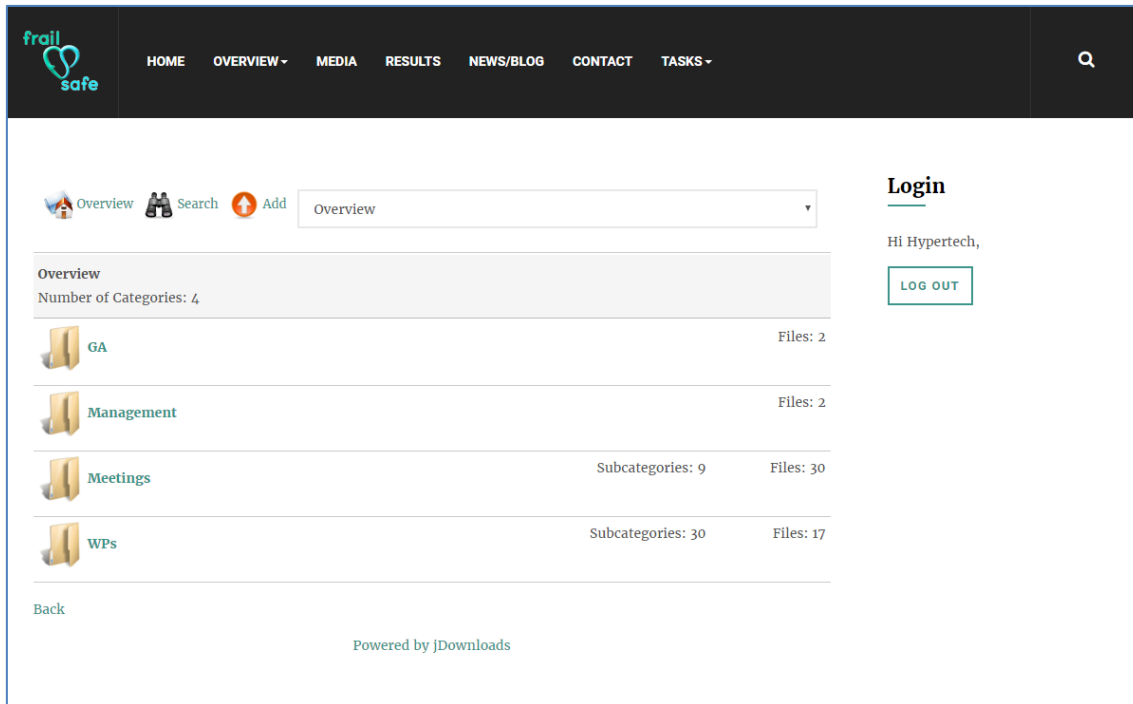 frail
safe
HOME OVERVIEW MEDIA RESULTS NEWS/BLOG CONTACT TASKS
Overview Search Add Overview
Login
Hi Hypertech,
LOG OUT
Overview
Number of Categories: 4
GA Files: 2
Management Files: 2
Meetings Subcategories: 9 Files: 30
WPs Subcategories: 30 Files: 17
Back
Powered by jDownloads